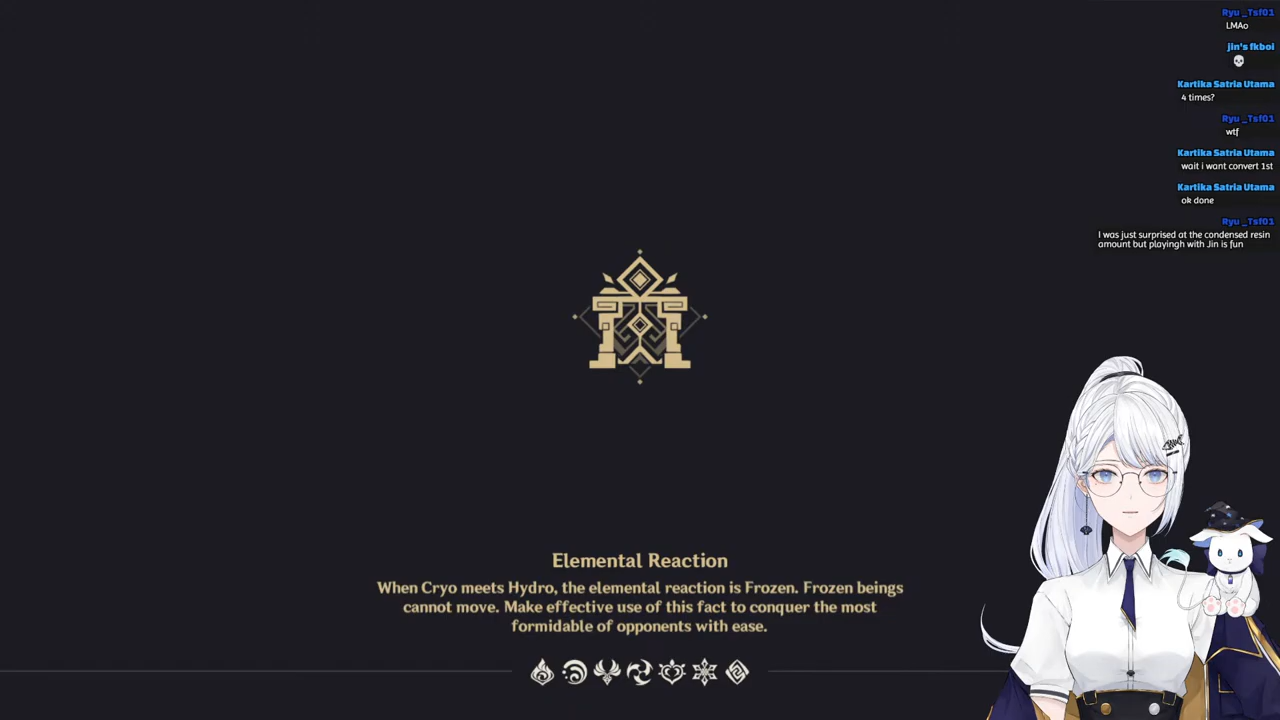 Ryu _Tsf01
LMAo
jin's fkboi
Kartika Satria Utama
4 times?
Ryu _Tsf01
wtf
Kartika Satria Utama
wait i want convert 1st
Kartika Satria Utama
ok done
Ryu _Tsf01
I was just surprised at the condensed resin
amount but playingh with Jin is fun
Elemental Reaction
When Cryo meets Hydro, the elemental reaction is Frozen. Frozen beings
cannot move. Make effective use of this fact to conquer the most
formidable of opponents with ease.